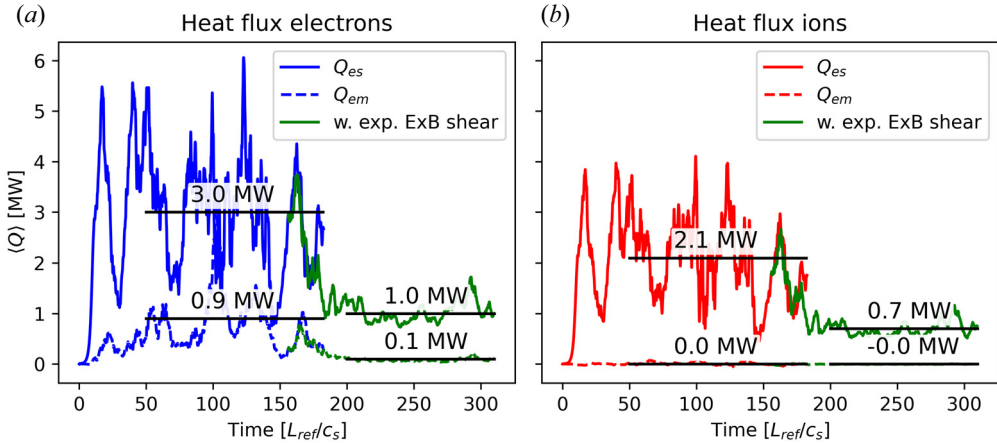 (a)
Heat flux electrons
⟨Q⟩ [MW]
6
5
4
3
2
1
0
Q_es
Q_em
w. exp. ExB shear
3.0 MW
0.9 MW
1.0 MW
0.1 MW
0 50 100 150 200 250 300
Time [L_ref/c_s]
(b)
Heat flux ions
Q_es
Q_em
w. exp. ExB shear
2.1 MW
0.7 MW
0.0 MW
-0.0 MW
0 50 100 150 200 250 300
Time [L_ref/c_s]